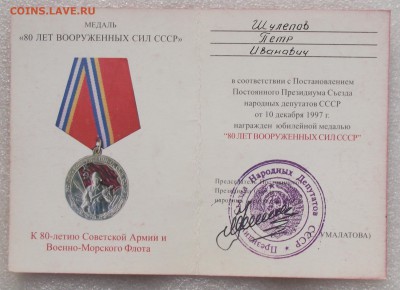 COINS.LAVE.RU
МЕДАЛЬ
«80 ЛЕТ ВООРУЖЕННЫХ СИЛ СССР»
К 80-летию Советской Армии и
Военно-Морского Флота
Шулепов
Петр
Иванович
в соответствии с Постановлением
Постоянного Президиума Съезда
народных депутатов СССР
от 10 декабря 1997 г.
награжден юбилейной медалью
"80 ЛЕТ ВООРУЖЕННЫХ СИЛ СССР"
Народных Депутатов СССР
(УМАЛАТОВА)